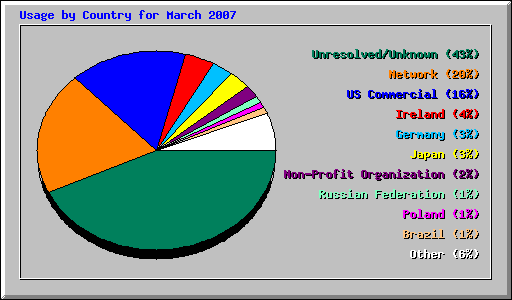 Usage by Country for March 2007
Unresolved/Unknown (43%)
Network (20%)
US Commercial (16%)
Ireland (4%)
Germany (3%)
Japan (3%)
Non-Profit Organization (2%)
Russian Federation (1%)
Poland (1%)
Brazil (1%)
Other (6%)